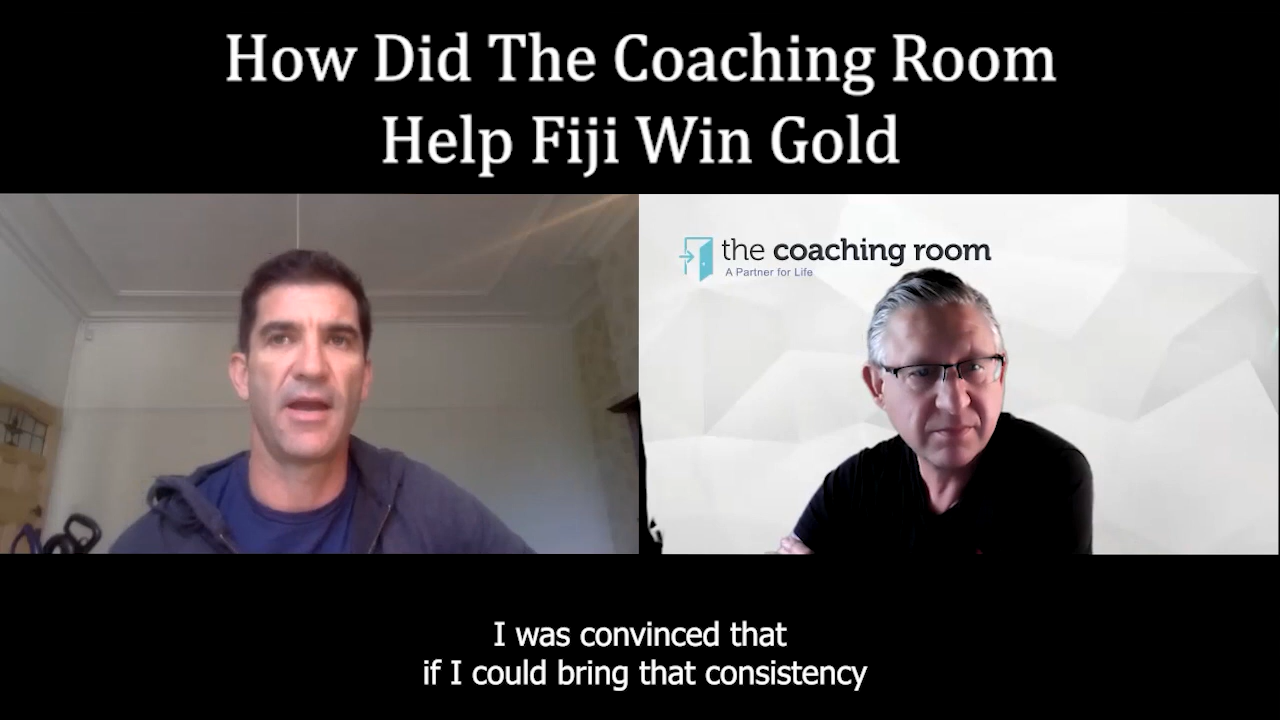 How Did The Coaching Room
Help Fiji Win Gold
the coaching room
A Partner for Life
I was convinced that
if I could bring that consistency